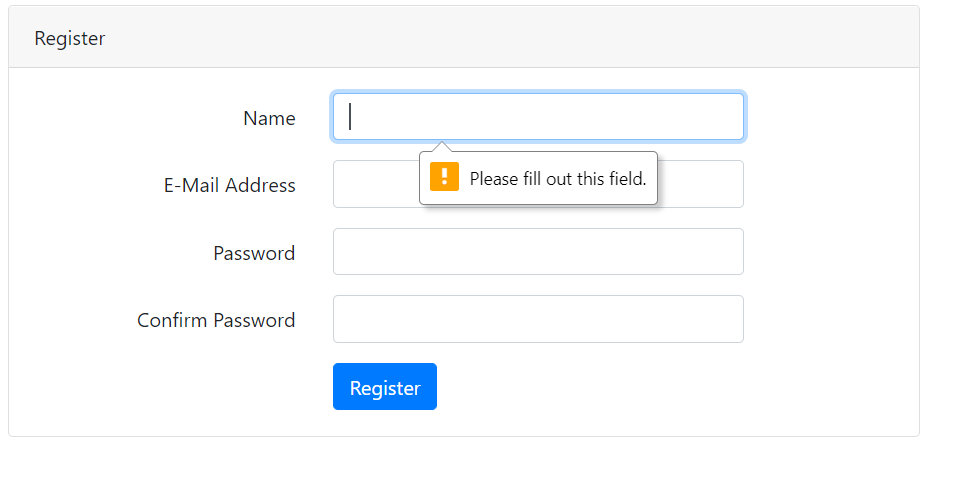 Register
Name
Please fill out this field.
E-Mail Address
Password
Confirm Password
Register